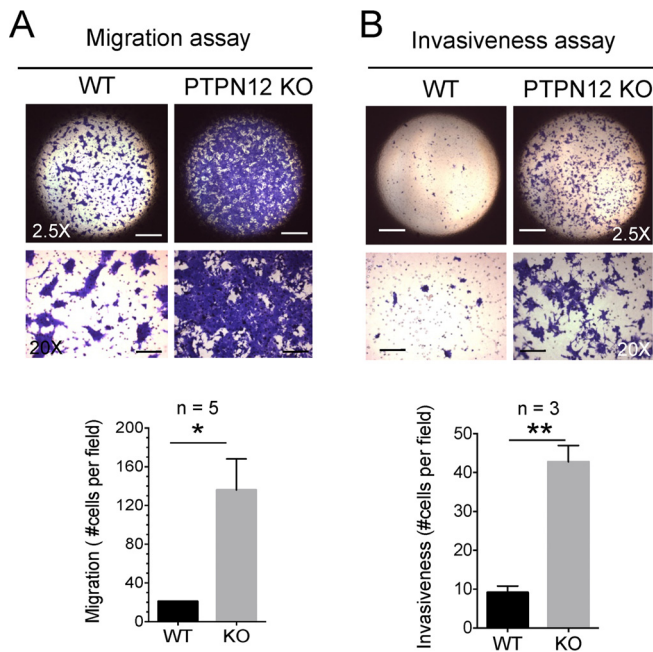 A
Migration assay
WT
PTPN12 KO
2.5X
20X
n = 5
*
Migration ( #cells per field)
200
160
120
80
40
0
WT
KO
B
Invasiveness assay
WT
PTPN12 KO
2.5X
20X
n = 3
**
Invasiveness (#cells per field)
50
40
30
20
10
0
WT
KO